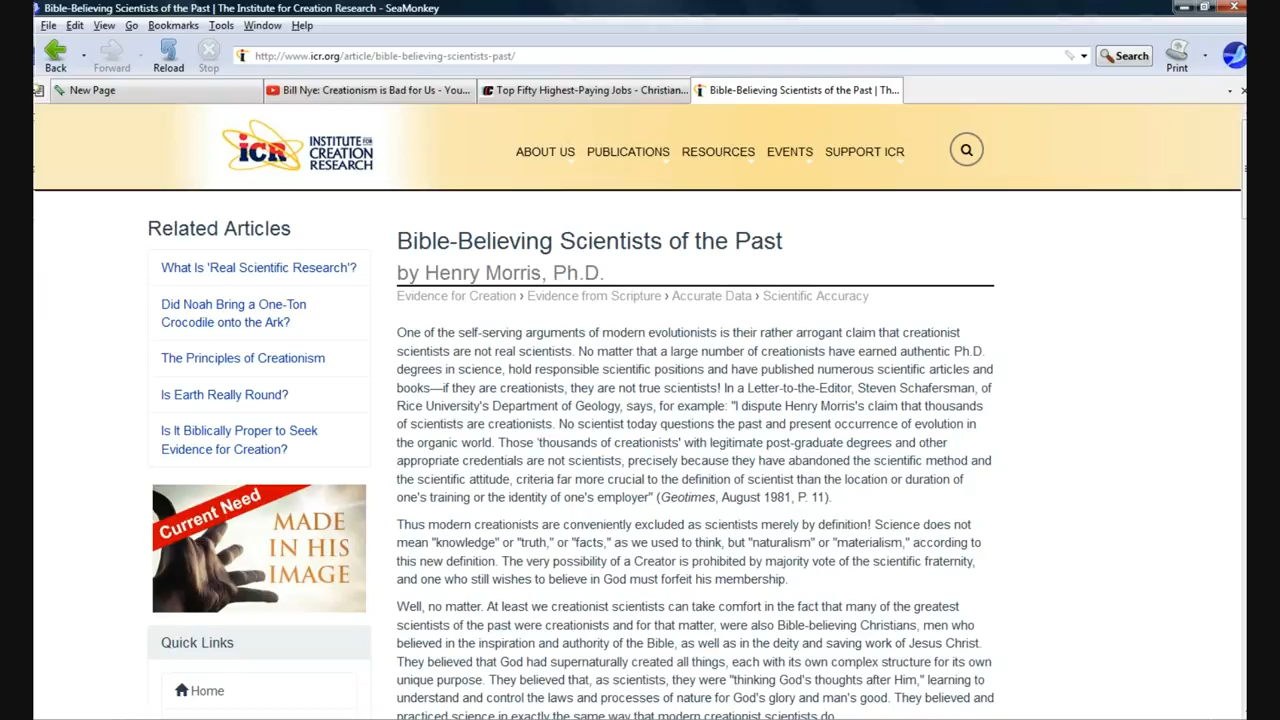 Bible-Believing Scientists of the Past | The Institute for Creation Research - SeaMonkey
File Edit View Go Bookmarks Tools Window Help
Back Forward Reload Stop
http://www.icr.org/article/bible-believing-scientists-past/
Search
Print
New Page
Bill Nye: Creationism is Bad for Us - You...
Top Fifty Highest-Paying Jobs - Christian...
Bible-Believing Scientists of the Past | Th...
iCR
INSTITUTE FOR
CREATION
RESEARCH
ABOUT US PUBLICATIONS RESOURCES EVENTS SUPPORT ICR
Related Articles
What Is 'Real Scientific Research'?
Did Noah Bring a One-Ton
Crocodile onto the Ark?
The Principles of Creationism
Is Earth Really Round?
Is It Biblically Proper to Seek
Evidence for Creation?
Current Need
MADE
IN HIS
IMAGE
Quick Links
Home
Bible-Believing Scientists of the Past
by Henry Morris, Ph.D.
Evidence for Creation › Evidence from Scripture › Accurate Data › Scientific Accuracy
One of the self-serving arguments of modern evolutionists is their rather arrogant claim that creationist
scientists are not real scientists. No matter that a large number of creationists have earned authentic Ph.D.
degrees in science, hold responsible scientific positions and have published numerous scientific articles and
books—if they are creationists, they are not true scientists! In a Letter-to-the-Editor, Steven Schafersman, of
Rice University's Department of Geology, says, for example: "I dispute Henry Morris's claim that thousands
of scientists are creationists. No scientist today questions the past and present occurrence of evolution in
the organic world. Those 'thousands of creationists' with legitimate post-graduate degrees and other
appropriate credentials are not scientists, precisely because they have abandoned the scientific method and
the scientific attitude, criteria far more crucial to the definition of scientist than the location or duration of
one's training or the identity of one's employer" (Geotimes, August 1981, P. 11).
Thus modern creationists are conveniently excluded as scientists merely by definition! Science does not
mean "knowledge" or "truth," or "facts," as we used to think, but "naturalism" or "materialism," according to
this new definition. The very possibility of a Creator is prohibited by majority vote of the scientific fraternity,
and one who still wishes to believe in God must forfeit his membership.
Well, no matter. At least we creationist scientists can take comfort in the fact that many of the greatest
scientists of the past were creationists and for that matter, were also Bible-believing Christians, men who
believed in the inspiration and authority of the Bible, as well as in the deity and saving work of Jesus Christ.
They believed that God had supernaturally created all things, each with its own complex structure for its own
unique purpose. They believed that, as scientists, they were "thinking God's thoughts after Him," learning to
understand and control the laws and processes of nature for God's glory and man's good. They believed and
practiced science in exactly the same way that modern creationist scientists do.